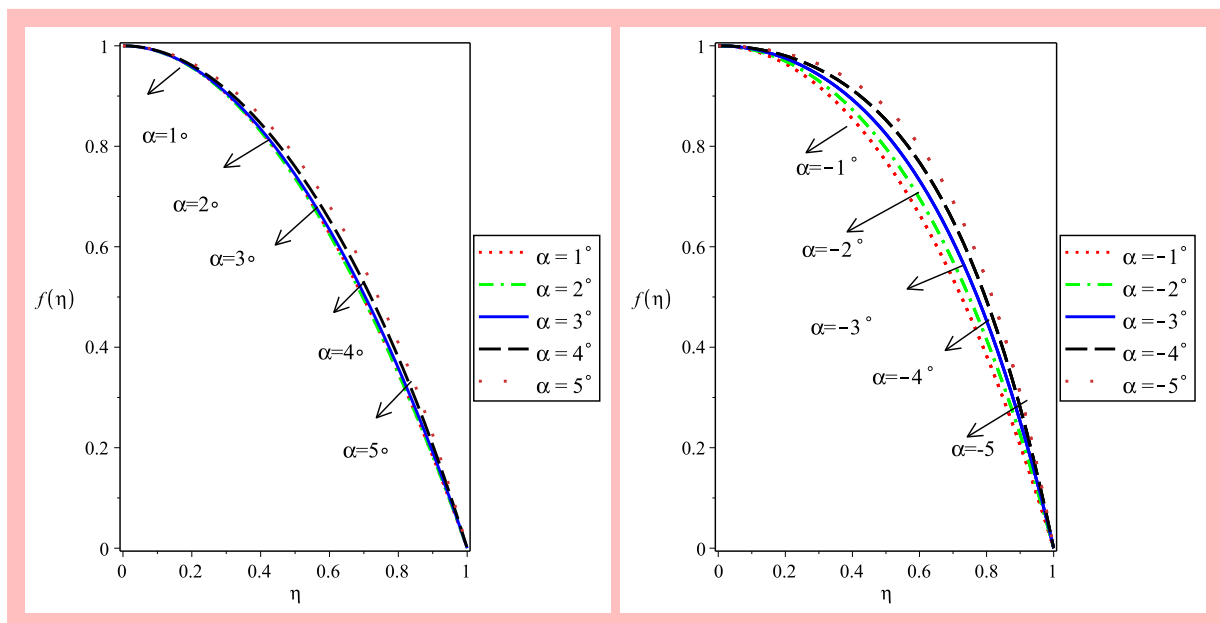 1
0.8
0.6
0.4
0.2
0
0
0.2
0.4
0.6
0.8
1
f(η)
η
α=1∘
α=2∘
α=3∘
α=4∘
α=5∘
α = 1°
α = 2°
α = 3°
α = 4°
α = 5°
1
0.8
0.6
0.4
0.2
0
0
0.2
0.4
0.6
0.8
1
f(η)
η
α=-1°
α=-2°
α=-3°
α=-4°
α=-5
α=-1°
α=-2°
α=-3°
α=-4°
α=-5°